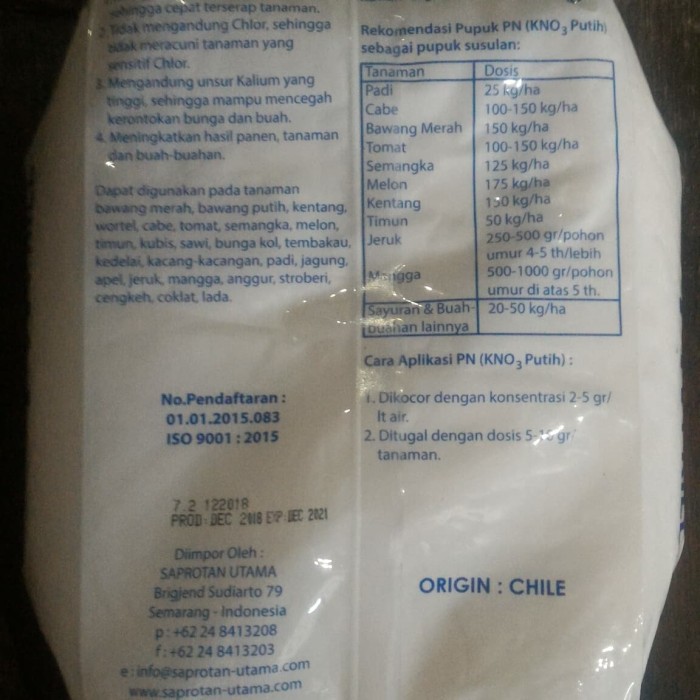 sehingga cepat terserap tanaman.
2. Tidak mengandung Chlor, sehingga
tidak meracuni tanaman yang
sensitif Chlor.
3. Mengandung unsur Kalium yang
tinggi, sehingga mampu mencegah
kerontokan bunga dan buah.
4. Meningkatkan hasil panen, tanaman
dan buah-buahan.
Dapat digunakan pada tanaman
bawang merah, bawang putih, kentang,
wortel, cabe, tomat, semangka, melon,
timun, kubis, sawi, bunga kol, tembakau,
kedelai, kacang-kacangan, padi, jagung,
apel, jeruk, mangga, anggur, stroberi,
cengkeh, coklat, lada.
No.Pendaftaran :
01.01.2015.083
ISO 9001 : 2015
7.2 122018
PROD: DEC 2018 EXP: DEC 2021
Diimpor Oleh :
SAPROTAN UTAMA
Brigjend Sudiarto 79
Semarang - Indonesia
p : +62 24 8413208
f : +62 24 8413203
e : info@saprotan-utama.com
www.saprotan-utama.com
Rekomendasi Pupuk PN (KNO3 Putih)
sebagai pupuk susulan:
Tanaman Dosis
Padi 25 kg/ha
Cabe 100-150 kg/ha
Bawang Merah 150 kg/ha
Tomat 100-150 kg/ha
Semangka 125 kg/ha
Melon 175 kg/ha
Kentang 150 kg/ha
Timun 50 kg/ha
Jeruk 250-500 gr/pohon
umur 4-5 th/lebih
Mangga 500-1000 gr/pohon
umur di atas 5 th.
Sayuran & Buah- 20-50 kg/ha
buahan lainnya
Cara Aplikasi PN (KNO3 Putih) :
1. Dikocor dengan konsentrasi 2-5 gr/
lt air.
2. Ditugal dengan dosis gr/
tanaman.
ORIGIN : CHILE